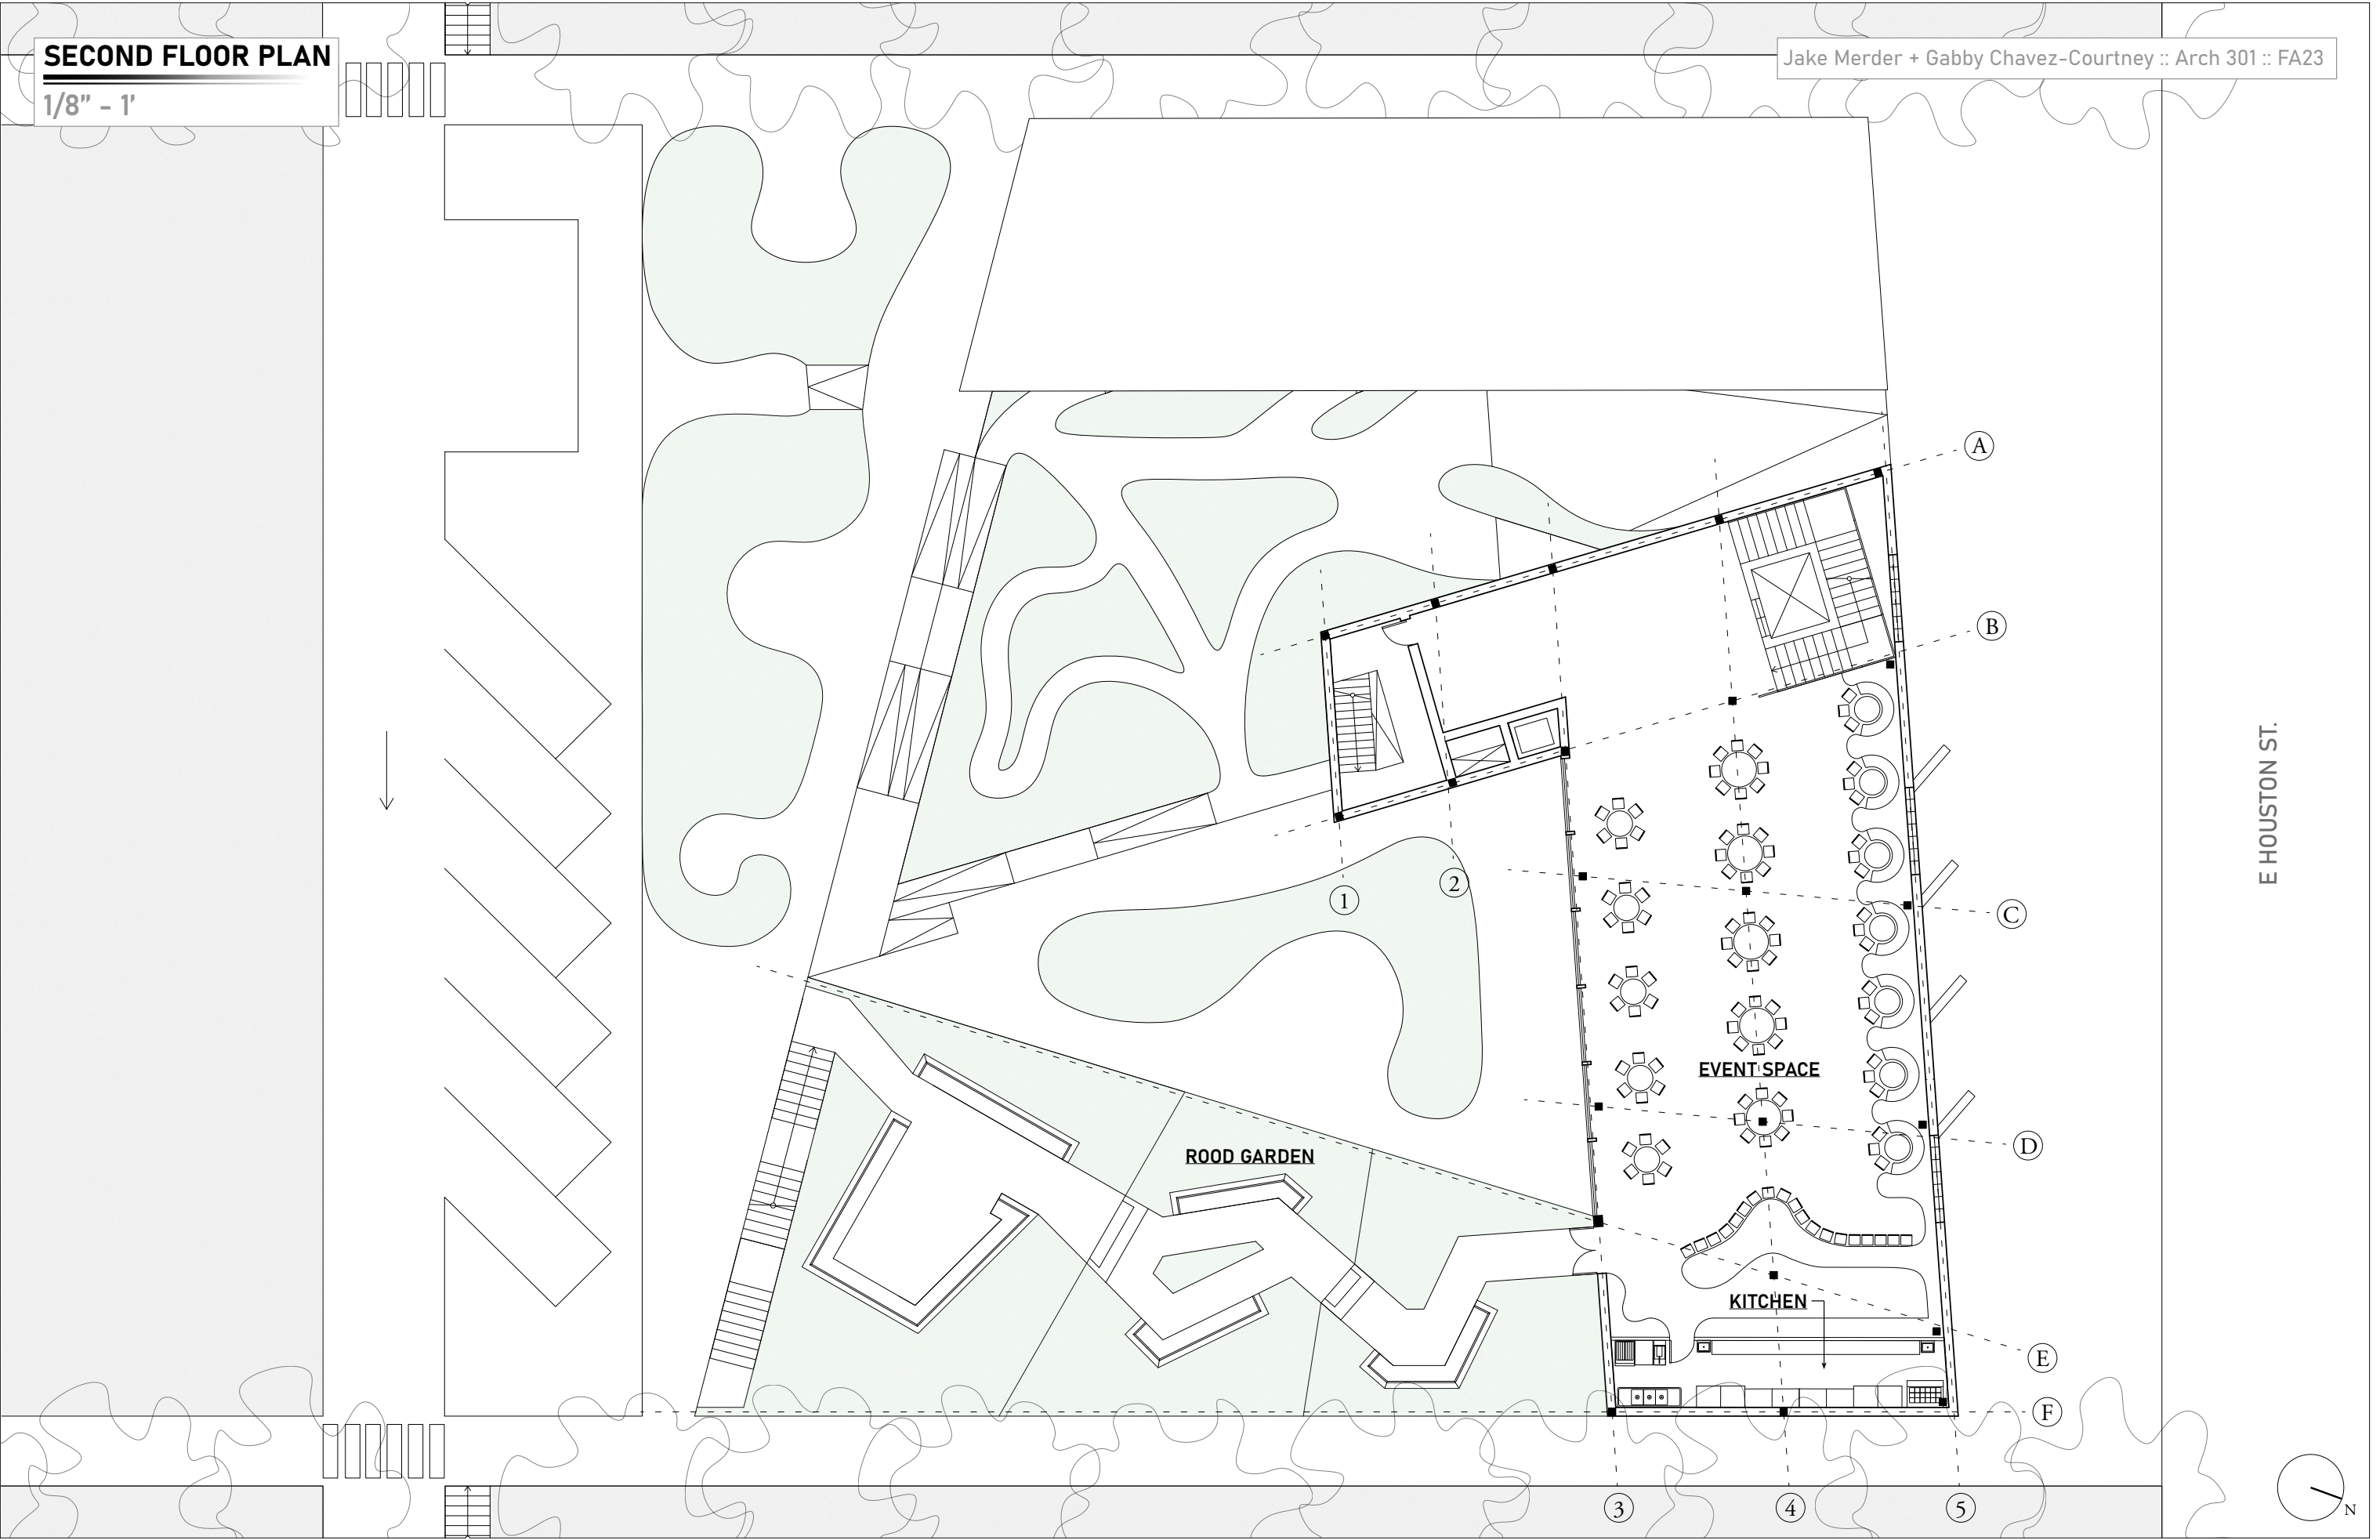 SECOND FLOOR PLAN
1/8” - 1’
Jake Merder + Gabby Chavez-Courtney :: Arch 301 :: FA23
A
B
E HOUSTON ST.
1
2
C
EVENT SPACE
D
ROOD GARDEN
KITCHEN
E
F
3
4
5
N